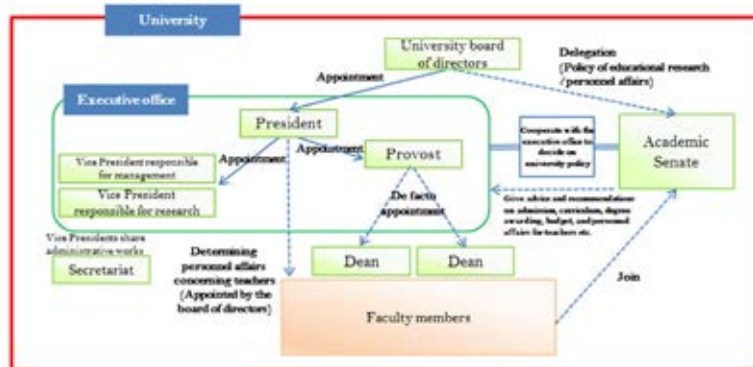 University
University board
of directors
Delegation
(Policy of educational research
/personnel affairs)
Appointment
Executive office
President
Cooperate with the
executive office to
decide on
university policy
Academic
Senate
Vice President responsible
for management
Appointment
Appointment
Provost
Vice President
responsible for research
De facto
appointment
Give advice and recommendations
on admission, curriculum, degree
awarding, budget, and personnel
affairs for teachers etc.
Vice Presidents share
administrative works
Secretariat
Determining
personnel affairs
concerning teachers
(Appointed by the
board of directors)
Dean
Dean
Join
Faculty members